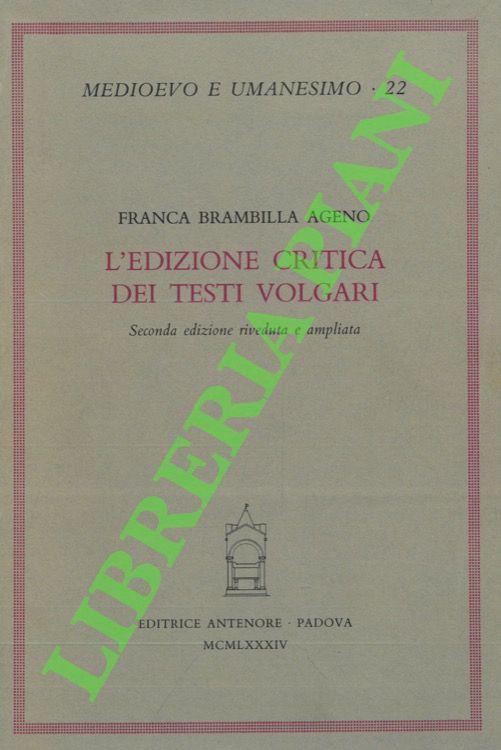 MEDIOEVO E UMANESIMO · 22
FRANCA BRAMBILLA AGENO
L'EDIZIONE CRITICA
DEI TESTI VOLGARI
Seconda edizione riveduta e ampliata
EDITRICE ANTENORE · PADOVA
MCMLXXXIV
LIBRERIA PIANI